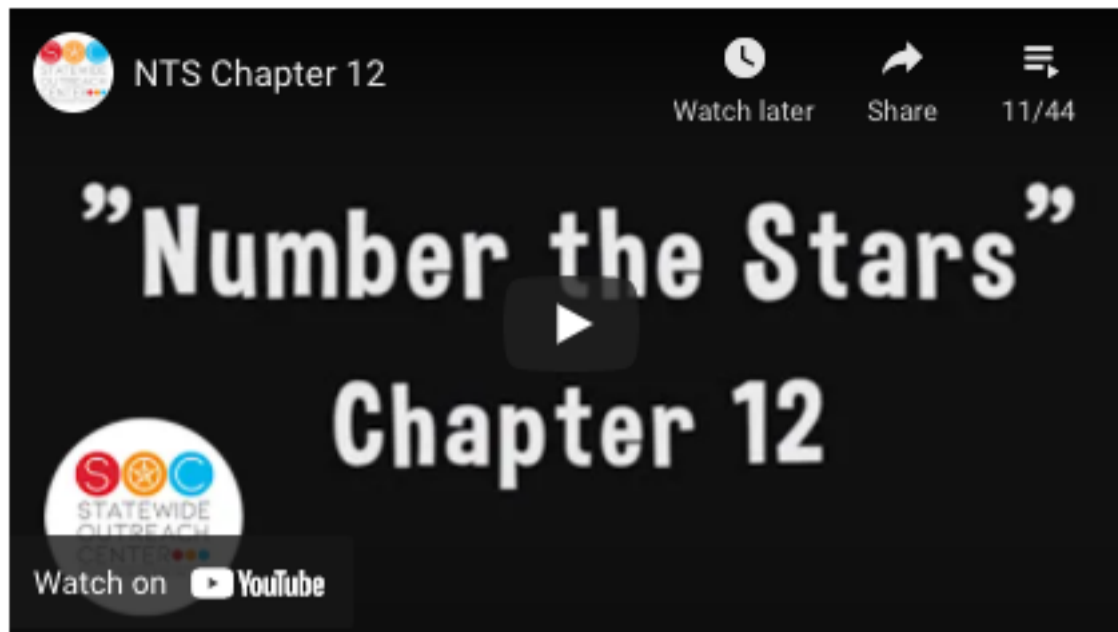 NTS Chapter 12
Watch later
Share
11/44
”Number the Stars”
Chapter 12
SOC
STATEWIDE
OUTREACH
CENTER
Watch on YouTube